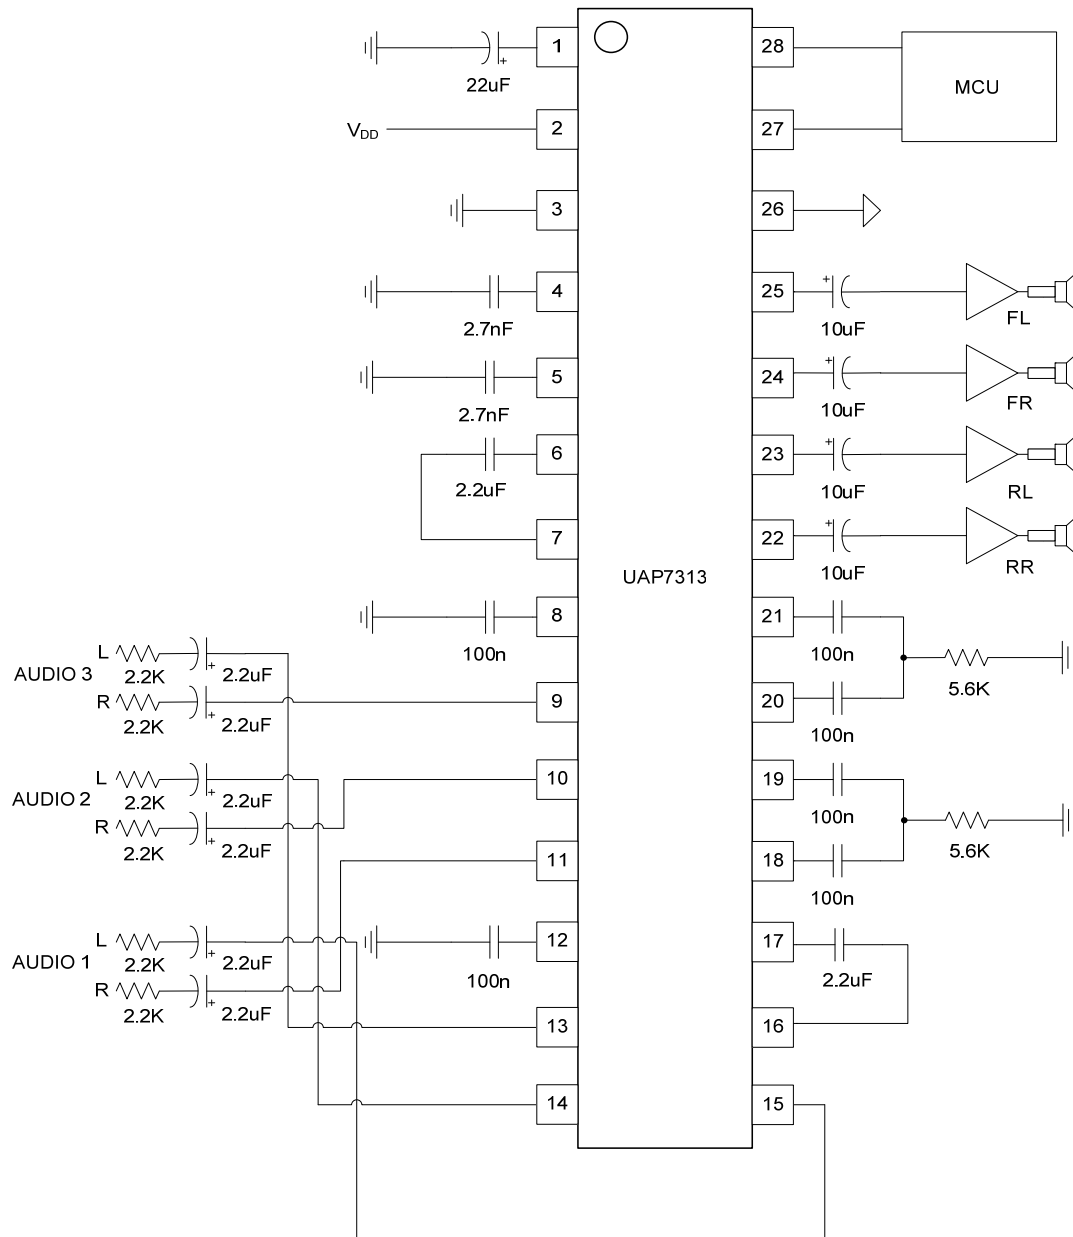 1
28
22uF
MCU
V_DD
2
27
3
26
4
25
2.7nF
10uF
FL
5
24
2.7nF
10uF
FR
6
23
2.2uF
10uF
RL
7
22
10uF
RR
UAP7313
8
21
100n
100n
5.6K
L
2.2K
2.2uF
AUDIO 3
R
2.2K
2.2uF
9
20
100n
L
2.2K
2.2uF
AUDIO 2
R
2.2K
2.2uF
10
19
100n
5.6K
11
18
100n
L
2.2K
2.2uF
AUDIO 1
R
2.2K
2.2uF
12
17
100n
2.2uF
13
16
14
15
+
+
+
+
+
+
+
+
+
+
+